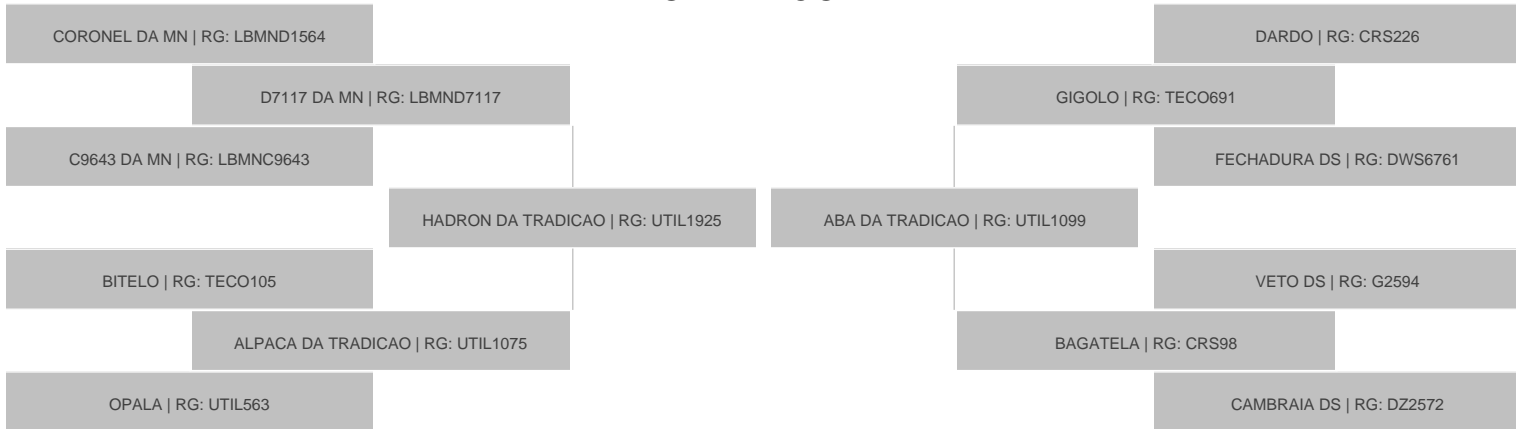 CORONEL DA MN | RG: LBMND1564
DARDO | RG: CRS226
D7117 DA MN | RG: LBMND7117
GIGOLO | RG: TECO691
C9643 DA MN | RG: LBMNC9643
FECHADURA DS | RG: DWS6761
HADRON DA TRADICAO | RG: UTIL1925
ABA DA TRADICAO | RG: UTIL1099
BITELO | RG: TECO105
VETO DS | RG: G2594
ALPACA DA TRADICAO | RG: UTIL1075
BAGATELA | RG: CRS98
OPALA | RG: UTIL563
CAMBRAIA DS | RG: DZ2572